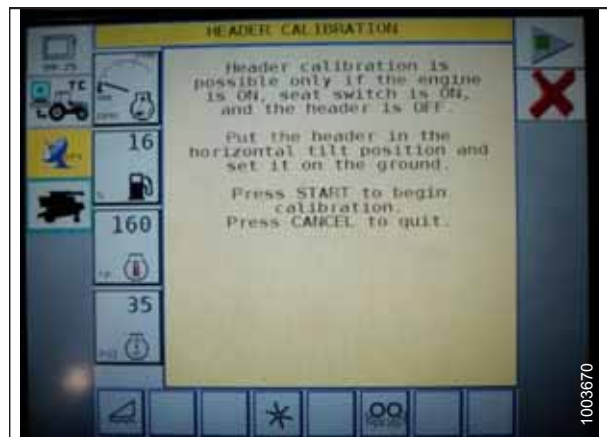 HEADER CALIBRATION
Header calibration is
possible only if the engine
is ON, seat switch is ON,
and the header is OFF.
Put the header in the
horizontal tilt position and
set it on the ground.
Press START to begin
calibration.
Press CANCEL to quit.
TC
16
160
35
1003670